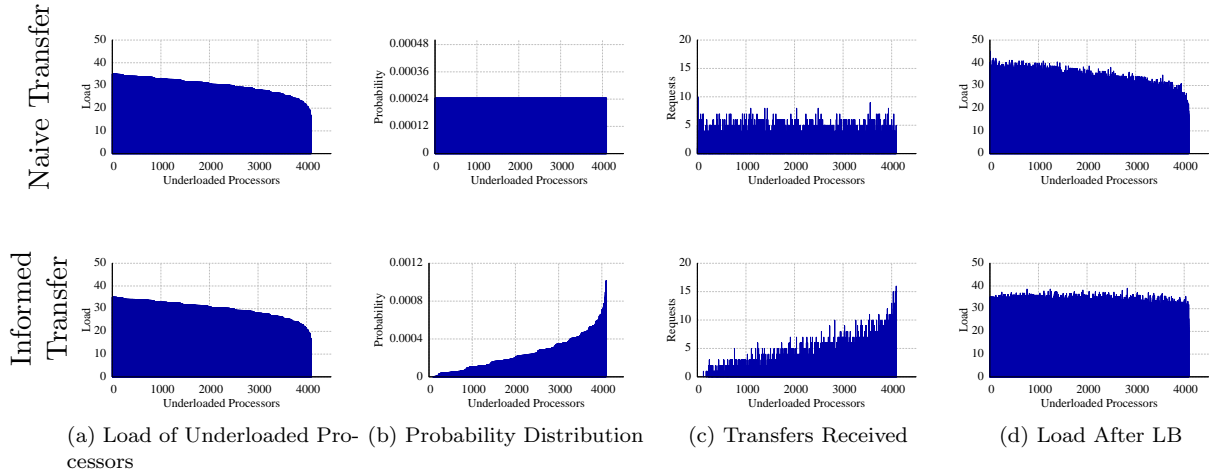 Naive Transfer
50
40
30
20
10
0
Load
0 1000 2000 3000 4000
Underloaded Processors
0.00048
0.00036
0.00024
0.00012
0
Probability
0 1000 2000 3000 4000
Underloaded Processors
20
15
10
5
0
Requests
0 1000 2000 3000 4000
Underloaded Processors
50
40
30
20
10
0
Load
0 1000 2000 3000 4000
Underloaded Processors
Informed
Transfer
50
40
30
20
10
0
Load
0 1000 2000 3000 4000
Underloaded Processors
0.0012
0.0008
0.0004
0
Probability
0 1000 2000 3000 4000
Underloaded Processors
20
15
10
5
0
Requests
0 1000 2000 3000 4000
Underloaded Processors
50
40
30
20
10
0
Load
0 1000 2000 3000 4000
Underloaded Processors
(a) Load of Underloaded Pro-
cessors
(b) Probability Distribution
(c) Transfers Received
(d) Load After LB